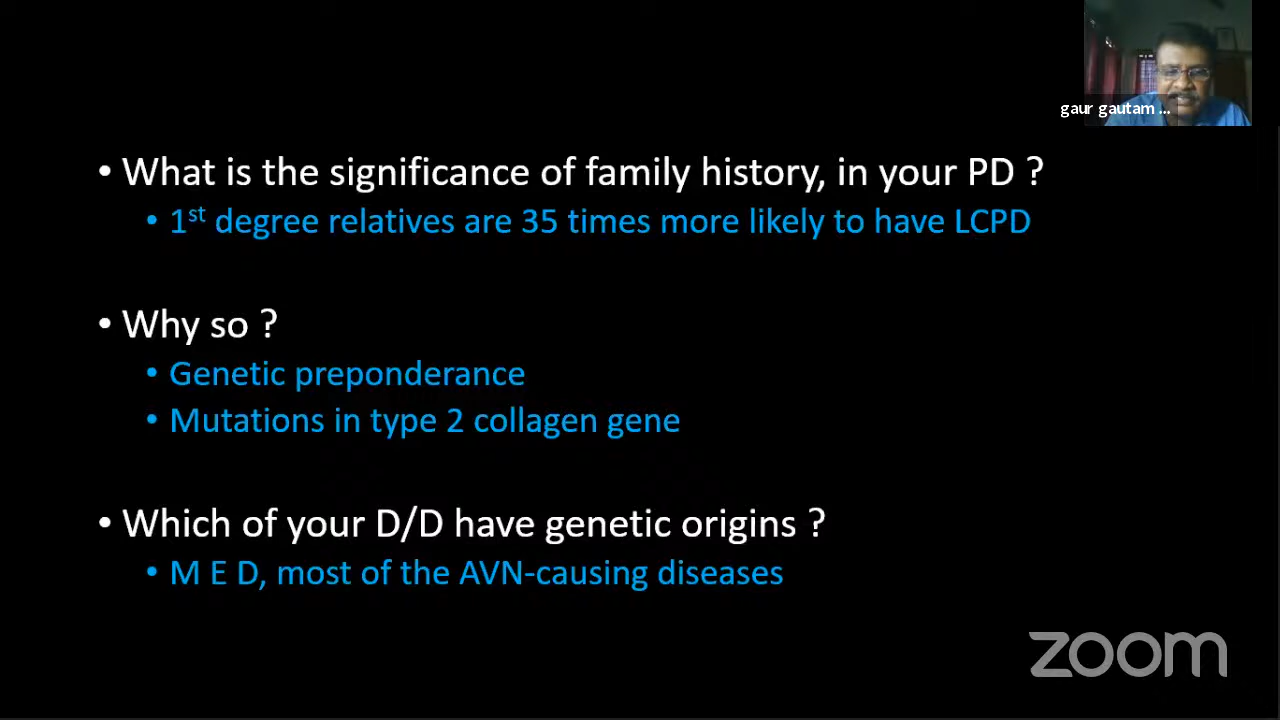 gaur gautam ...
• What is the significance of family history, in your PD ?
• 1st degree relatives are 35 times more likely to have LCPD
• Why so ?
• Genetic preponderance
• Mutations in type 2 collagen gene
• Which of your D/D have genetic origins ?
• M E D, most of the AVN-causing diseases
zoom